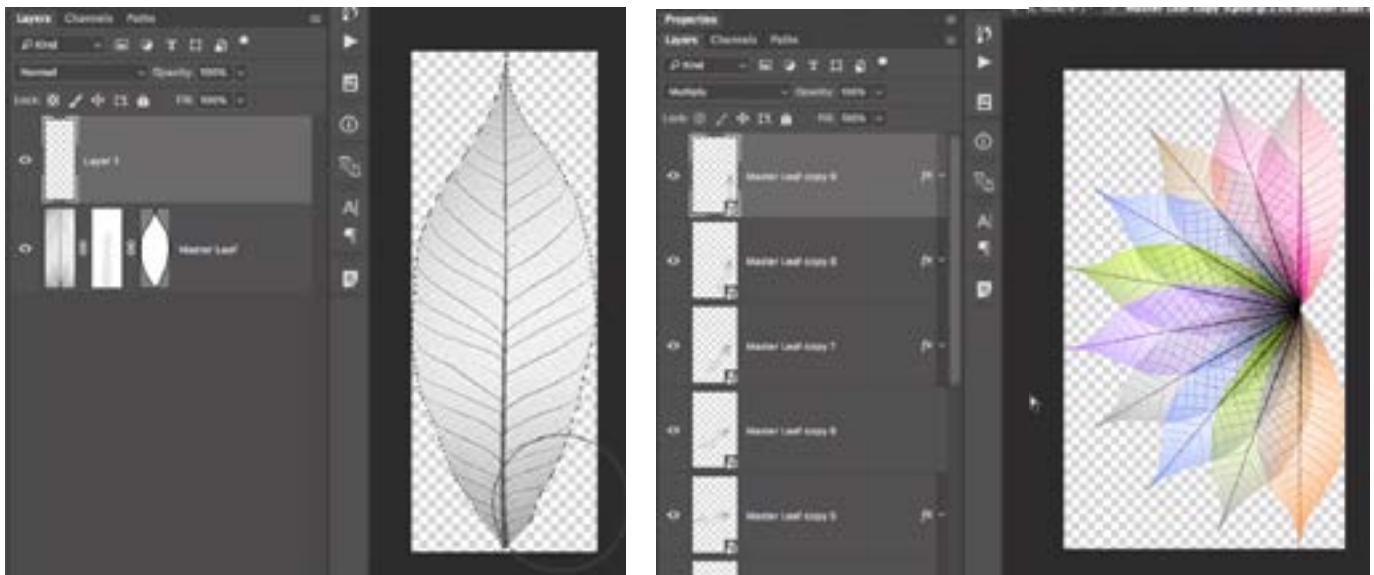 Layers Channels Paths
Kind
Normal Opacity: 100%
Lock: Fill: 100%
Layer 1
Master Leaf
Properties
Layers Channels Paths
Kind
Multiply Opacity: 100%
Lock: Fill: 100%
Master Leaf copy 9
Master Leaf copy 8
Master Leaf copy 7
Master Leaf copy 6
Master Leaf copy 5